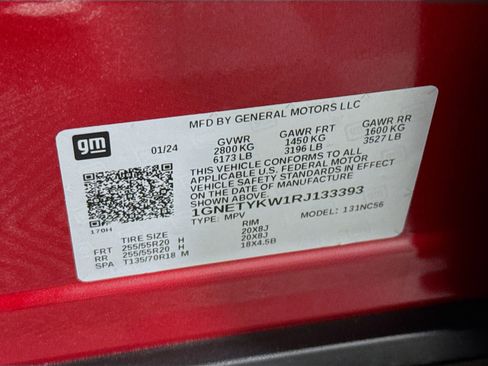 MFD BY GENERAL MOTORS LLC
gm 01/24 GVWR GAWR FRT GAWR RR
2800 KG 1450 KG 1600 KG
6173 LB 3196 LB 3527 LB
THIS VEHICLE CONFORMS TO ALL
APPLICABLE U.S. FEDERAL MOTOR
VEHICLE SAFETY STANDARDS IN EFFECT
ON THE DATE OF MANUFACTURE SHOWN ABOVE.
1GNETYKW1RJ133393
170H TYPE: MPV MODEL: 131NC56
TIRE SIZE RIM
FRT 255/55R20 H 20X8J
RR 255/55R20 H 20X8J
SPA T135/70R18 M 18X4.5B